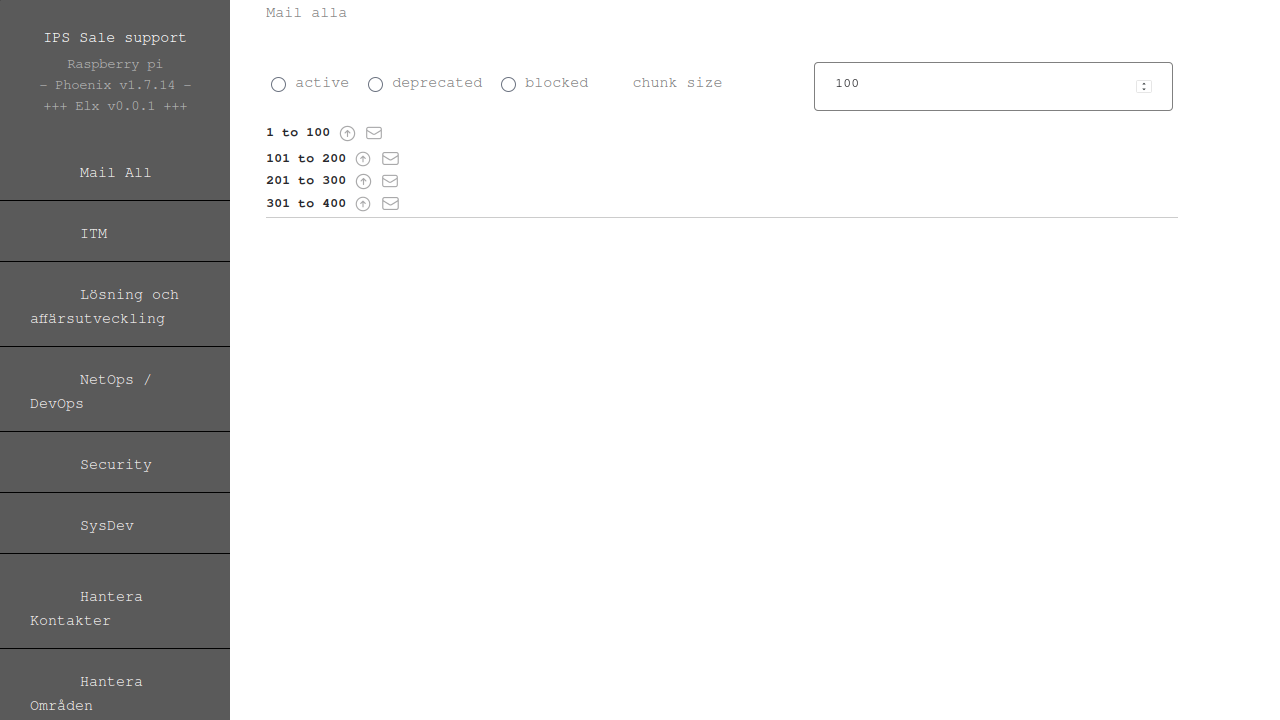 IPS Sale support
Raspberry pi
- Phoenix v1.7.14 -
+++ Elx v0.0.1 +++
Mail All
ITM
Lösning och
affärsutveckling
NetOps /
DevOps
Security
SysDev
Hantera
Kontakter
Hantera
Områden
Mail alla
active deprecated blocked chunk size 100
1 to 100
101 to 200
201 to 300
301 to 400